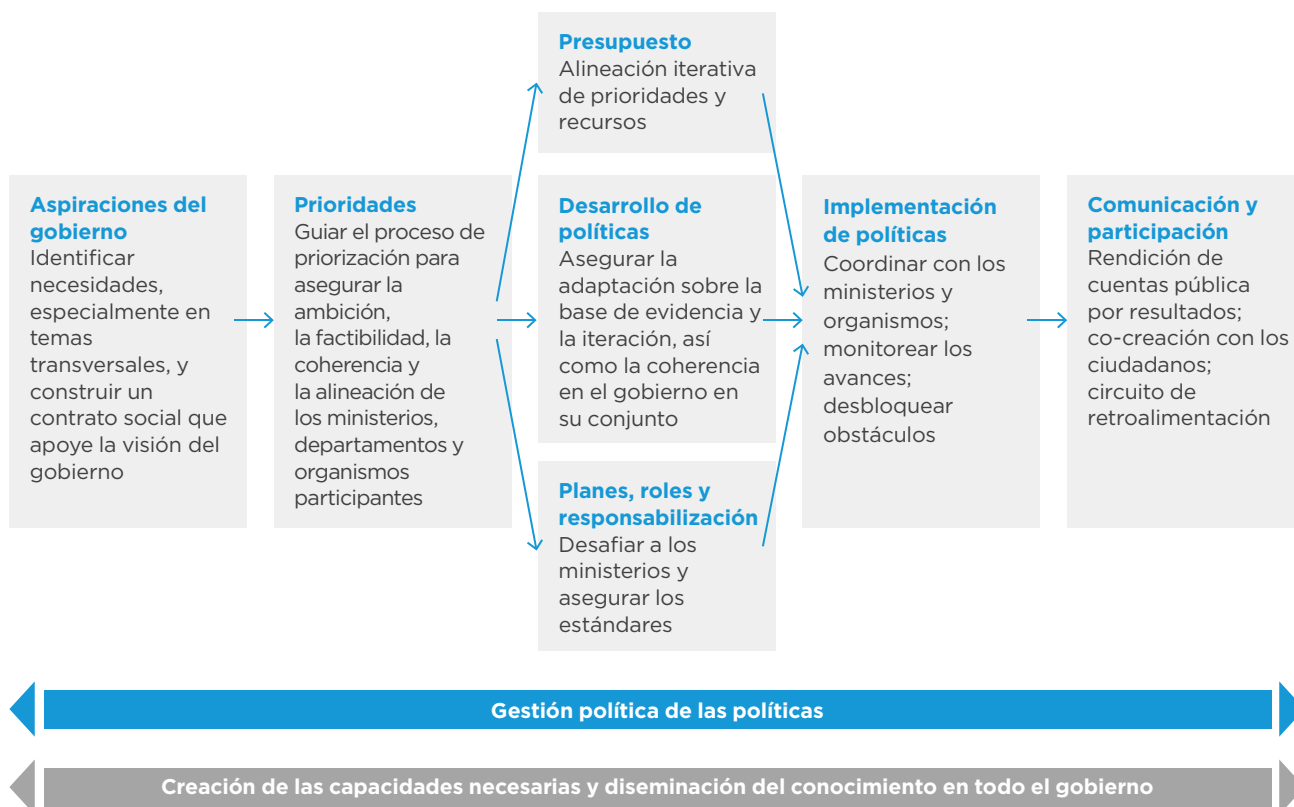 Aspiraciones del
gobierno
Identificar
necesidades,
especialmente en
temas
transversales, y
construir un
contrato social que
apoye la visión del
gobierno
Prioridades
Guiar el proceso de
priorización para
asegurar la
ambición,
la factibilidad, la
coherencia y
la alineación de
los ministerios,
departamentos y
organismos
participantes
Presupuesto
Alineación iterativa
de prioridades y
recursos
Desarrollo de
políticas
Asegurar la
adaptación sobre la
base de evidencia y
la iteración, así
como la coherencia
en el gobierno en
su conjunto
Planes, roles y
responsabilización
Desafiar a los
ministerios y
asegurar los
estándares
Implementación
de políticas
Coordinar con los
ministerios y
organismos;
monitorear los
avances;
desbloquear
obstáculos
Comunicación y
participación
Rendición de
cuentas pública
por resultados;
co-creación con los
ciudadanos;
circuito de
retroalimentación
Gestión política de las políticas
Creación de las capacidades necesarias y diseminación del conocimiento en todo el gobierno